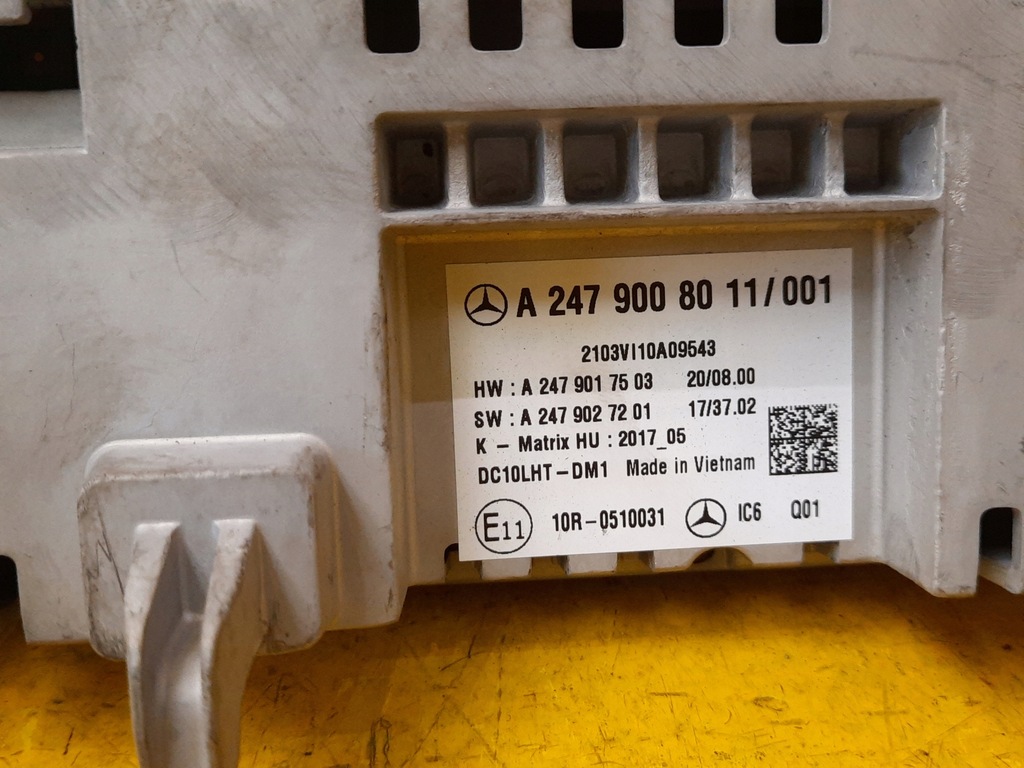 A 247 900 80 11/001
2103VI10A09543
HW : A 247 901 75 03 20/08.00
SW : A 247 902 72 01 17/37.02
K - Matrix HU : 2017_05
DC10LHT-DM1 Made in Vietnam
E11 10R-0510031 IC6 Q01